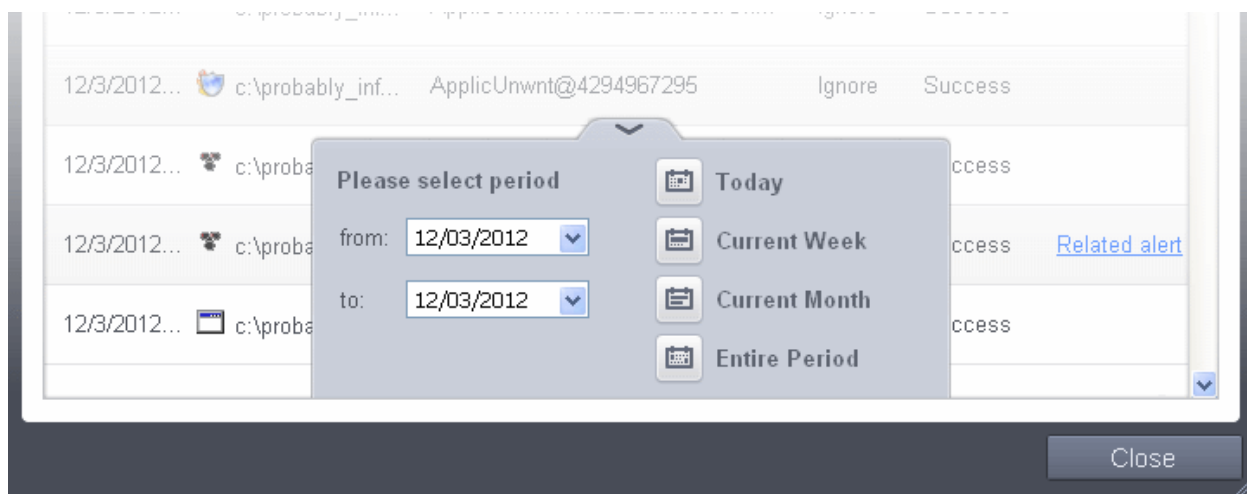 12/3/2012... c:\probably_inf... ApplicUnwnt@4294967295 Ignore Success
12/3/2012... c:\proba ccess
Please select period Today
12/3/2012... c:\proba ccess Related alert
from: 12/03/2012 Current Week
to: 12/03/2012 Current Month
12/3/2012... c:\proba ccess
Entire Period
Close